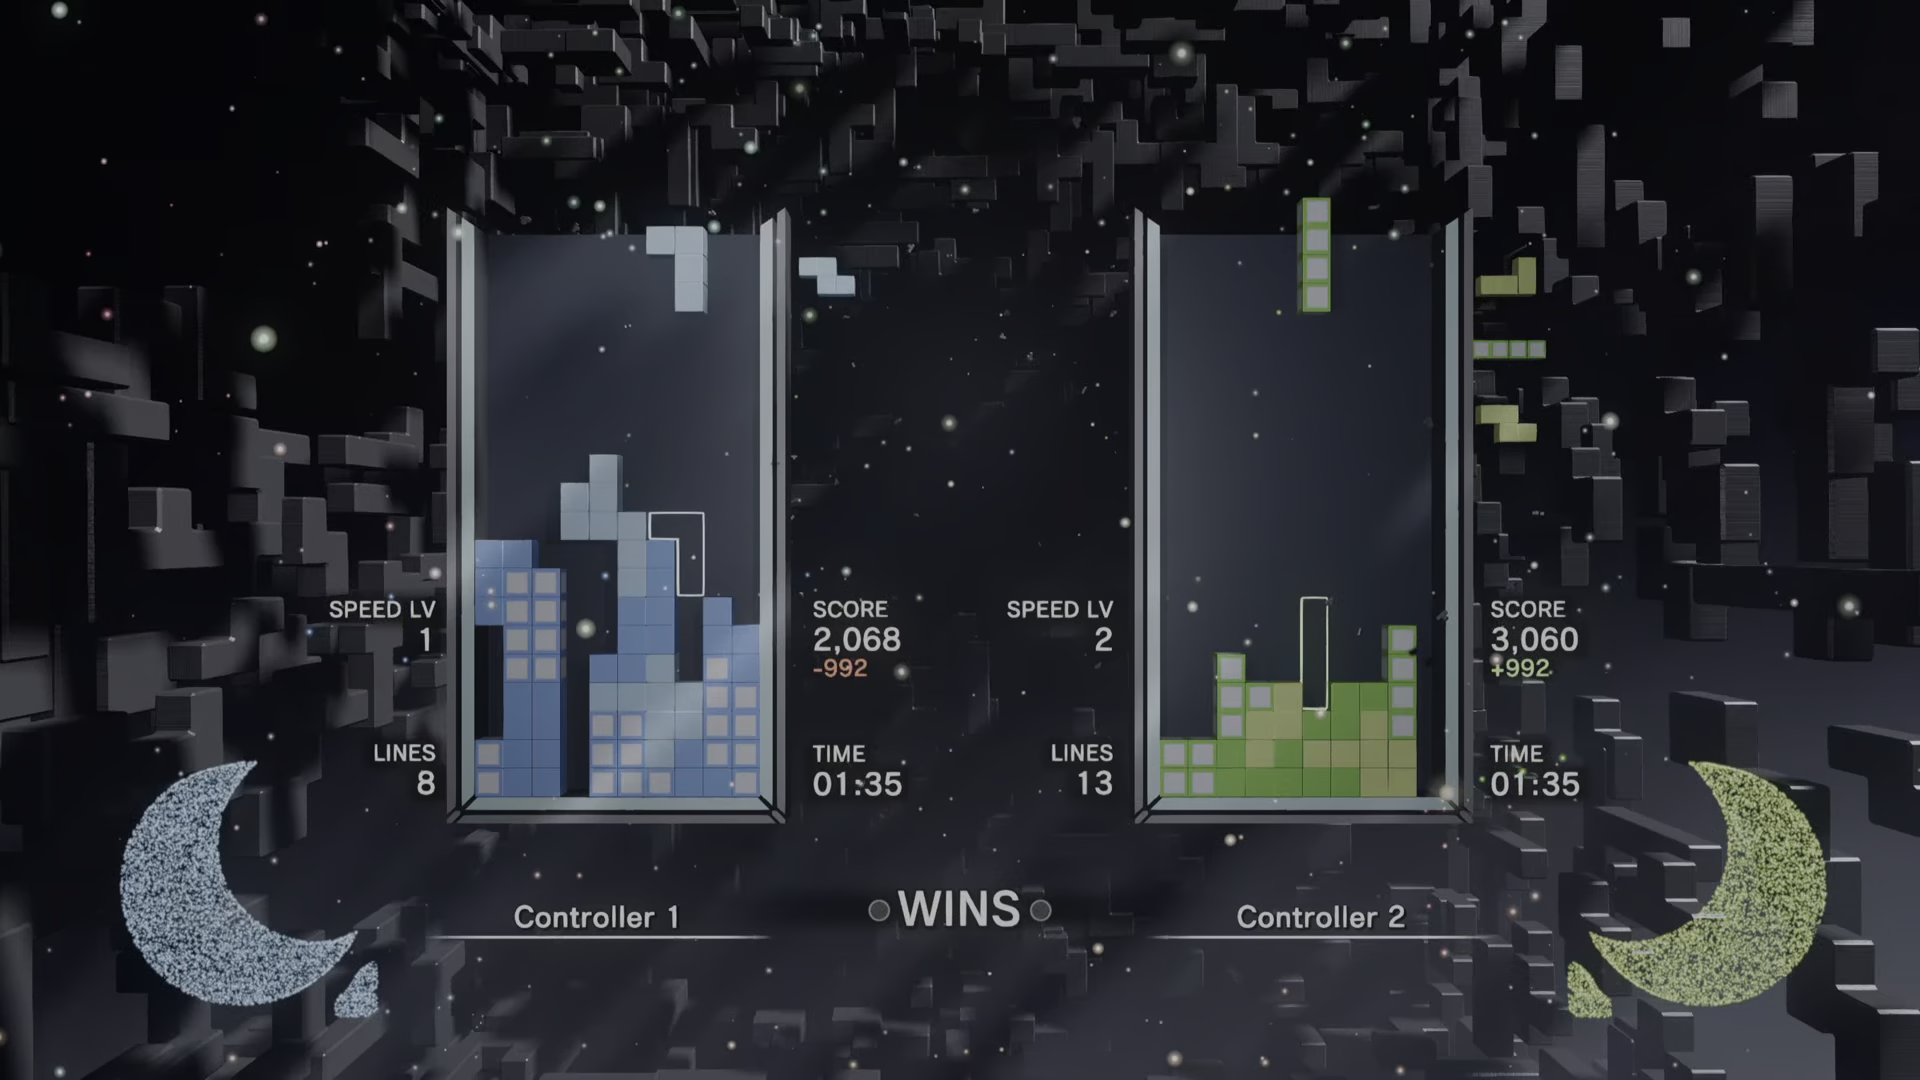 SPEED LV
1
SCORE
2,068
-992
LINES
8
TIME
01:35
SPEED LV
2
SCORE
3,060
+992
LINES
13
TIME
01:35
Controller 1
WINS
Controller 2